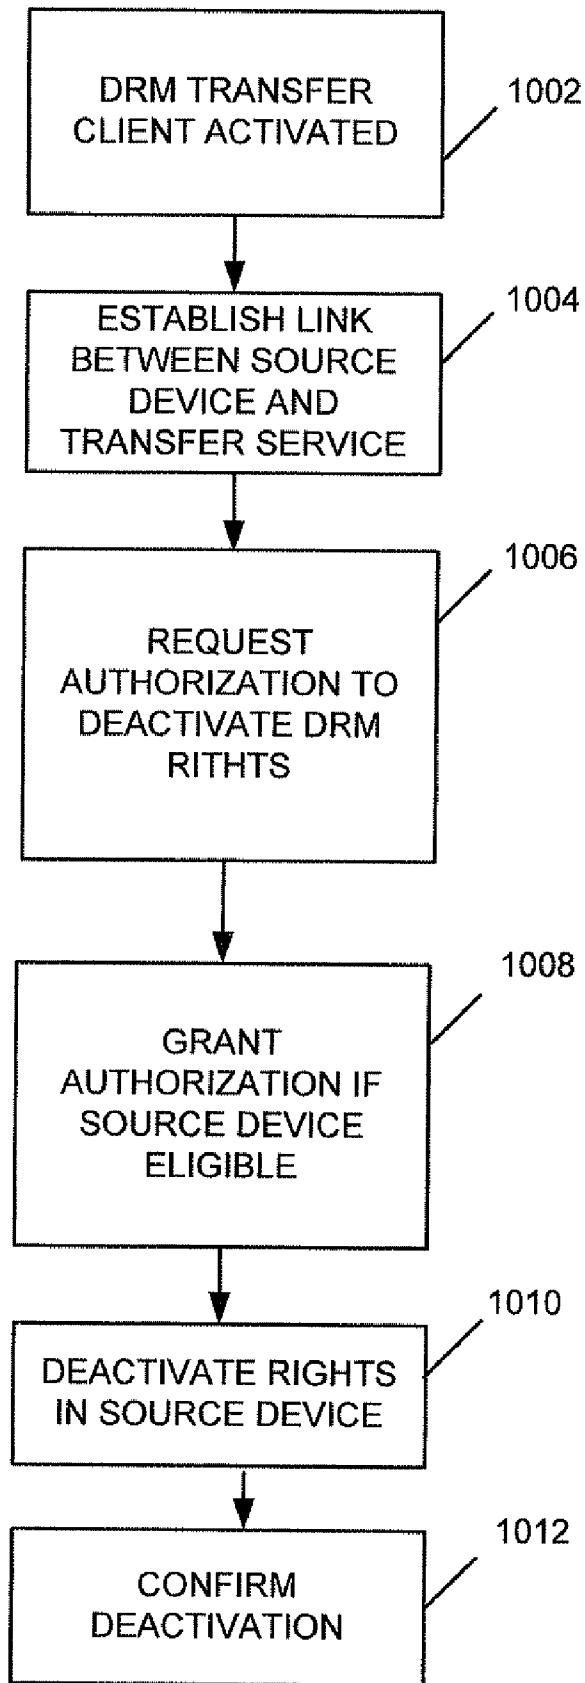 DRM TRANSFER
CLIENT ACTIVATED
1002
ESTABLISH LINK
BETWEEN SOURCE
DEVICE AND
TRANSFER SERVICE
1004
REQUEST
AUTHORIZATION TO
DEACTIVATE DRM
RITHTS
1006
GRANT
AUTHORIZATION IF
SOURCE DEVICE
ELIGIBLE
1008
DEACTIVATE RIGHTS
IN SOURCE DEVICE
1010
CONFIRM
DEACTIVATION
1012